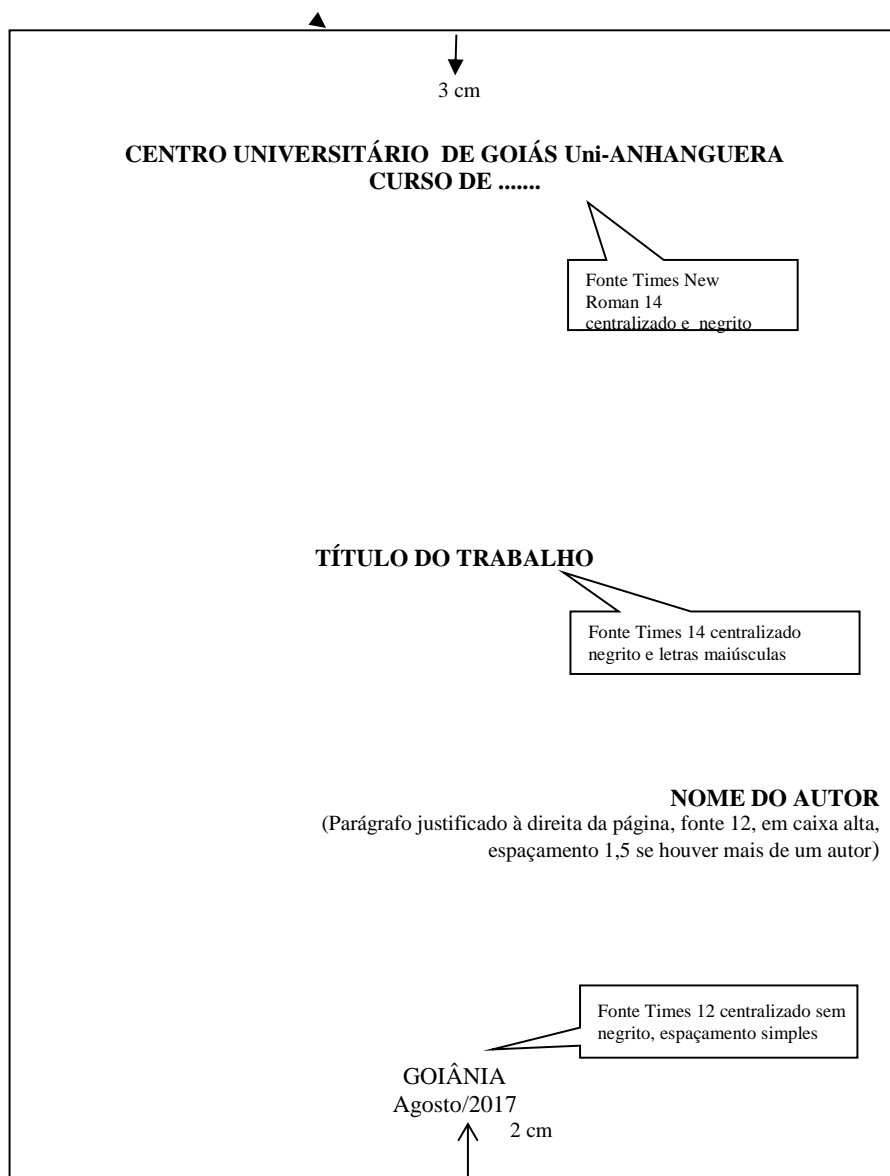 3 cm
CENTRO UNIVERSITÁRIO DE GOIÁS Uni-ANHANGUERA
CURSO DE .......
Fonte Times New
Roman 14
centralizado e negrito
TÍTULO DO TRABALHO
Fonte Times 14 centralizado
negrito e letras maiúsculas
NOME DO AUTOR
(Parágrafo justificado à direita da página, fonte 12, em caixa alta,
espaçamento 1,5 se houver mais de um autor)
Fonte Times 12 centralizado sem
negrito, espaçamento simples
GOIÂNIA
Agosto/2017
2 cm